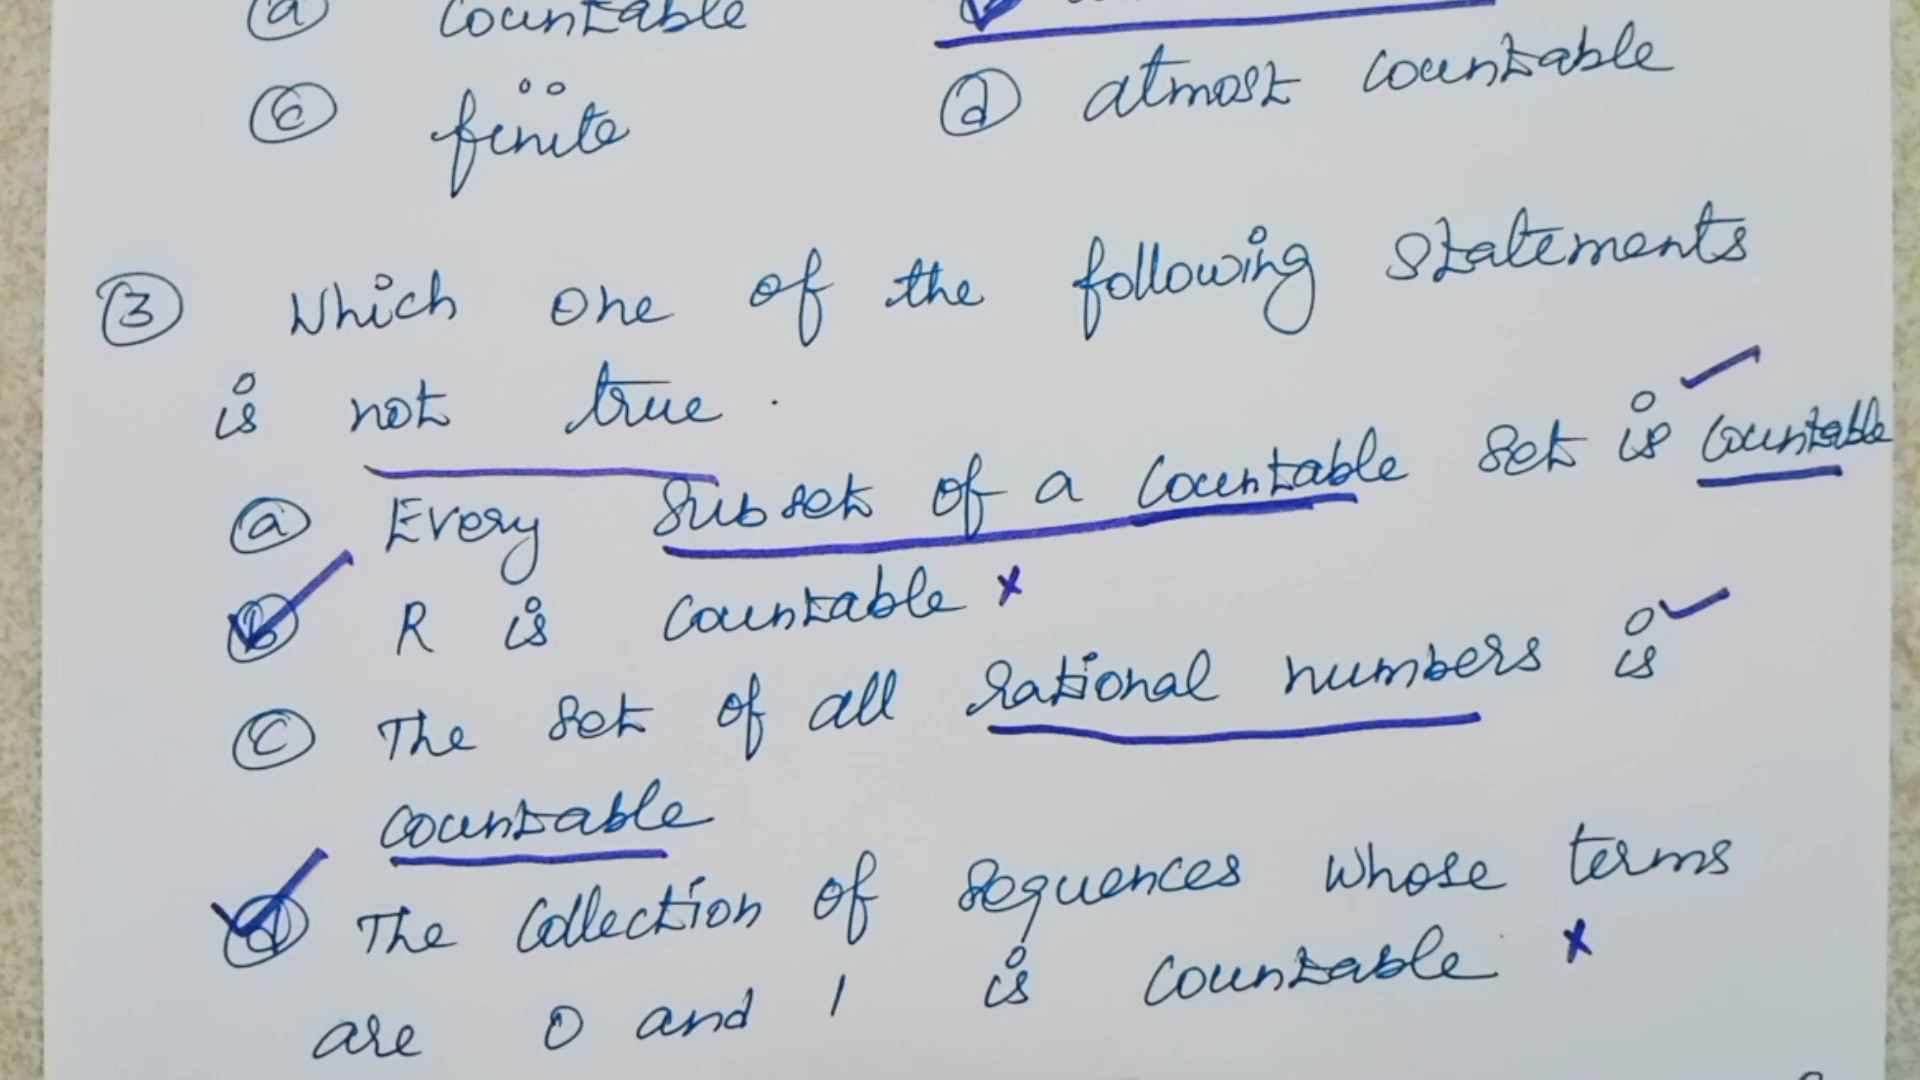 (a) Countable
(c) finite (d) atmost countable
(3) Which one of the following statements
is not true.
(a) Every subset of a countable set is countable
(b) R is countable ×
(c) The set of all rational numbers is
countable
(d) The collection of sequences whose terms
are 0 and 1 is countable ×